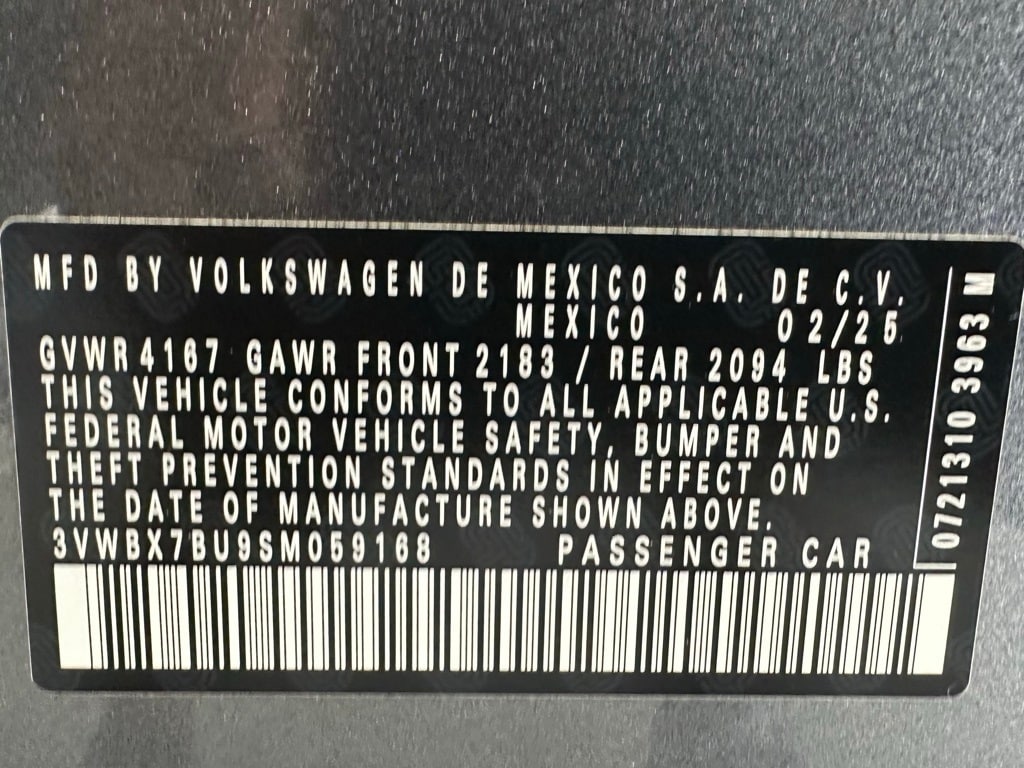 MFD BY VOLKSWAGEN DE MEXICO S.A. DE C.V.
MEXICO 02/25
GVWR 4167 GAWR FRONT 2183 / REAR 2094 LBS
THIS VEHICLE CONFORMS TO ALL APPLICABLE U.S.
FEDERAL MOTOR VEHICLE SAFETY, BUMPER AND
THEFT PREVENTION STANDARDS IN EFFECT ON
THE DATE OF MANUFACTURE SHOWN ABOVE.
3VWBX7BU9SM059168 PASSENGER CAR
0721310 3963 M